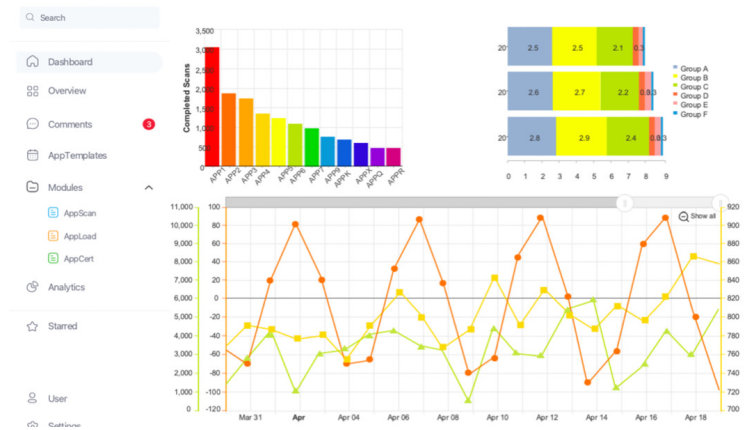 Search
Dashboard
Overview
Comments
3
AppTemplates
Modules
AppScan
AppLoad
AppCert
Analytics
Starred
User
Settings
Completed Scans
3,500
3,000
2,500
2,000
1,500
1,000
500
0
APP1
APP2
APP3
APP4
APP5
APP6
APP7
APP9
APPK
APPX
APPQ
APPR
20
2.5
2.5
2.1
20
2.6
2.7
2.2
20
2.8
2.9
2.4
0 1 2 3 4 5 6 7 8 9
Group A
Group B
Group C
Group D
Group E
Group F
Show all
11,000
10,000
9,000
8,000
7,000
6,000
5,000
4,000
3,000
2,000
1,000
0
100
80
60
40
20
0
-20
-40
-60
-80
-100
-120
920
900
880
860
840
820
800
780
760
740
720
700
Mar 31 Apr Apr 04 Apr 06 Apr 08 Apr 10 Apr 12 Apr 14 Apr 16 Apr 18